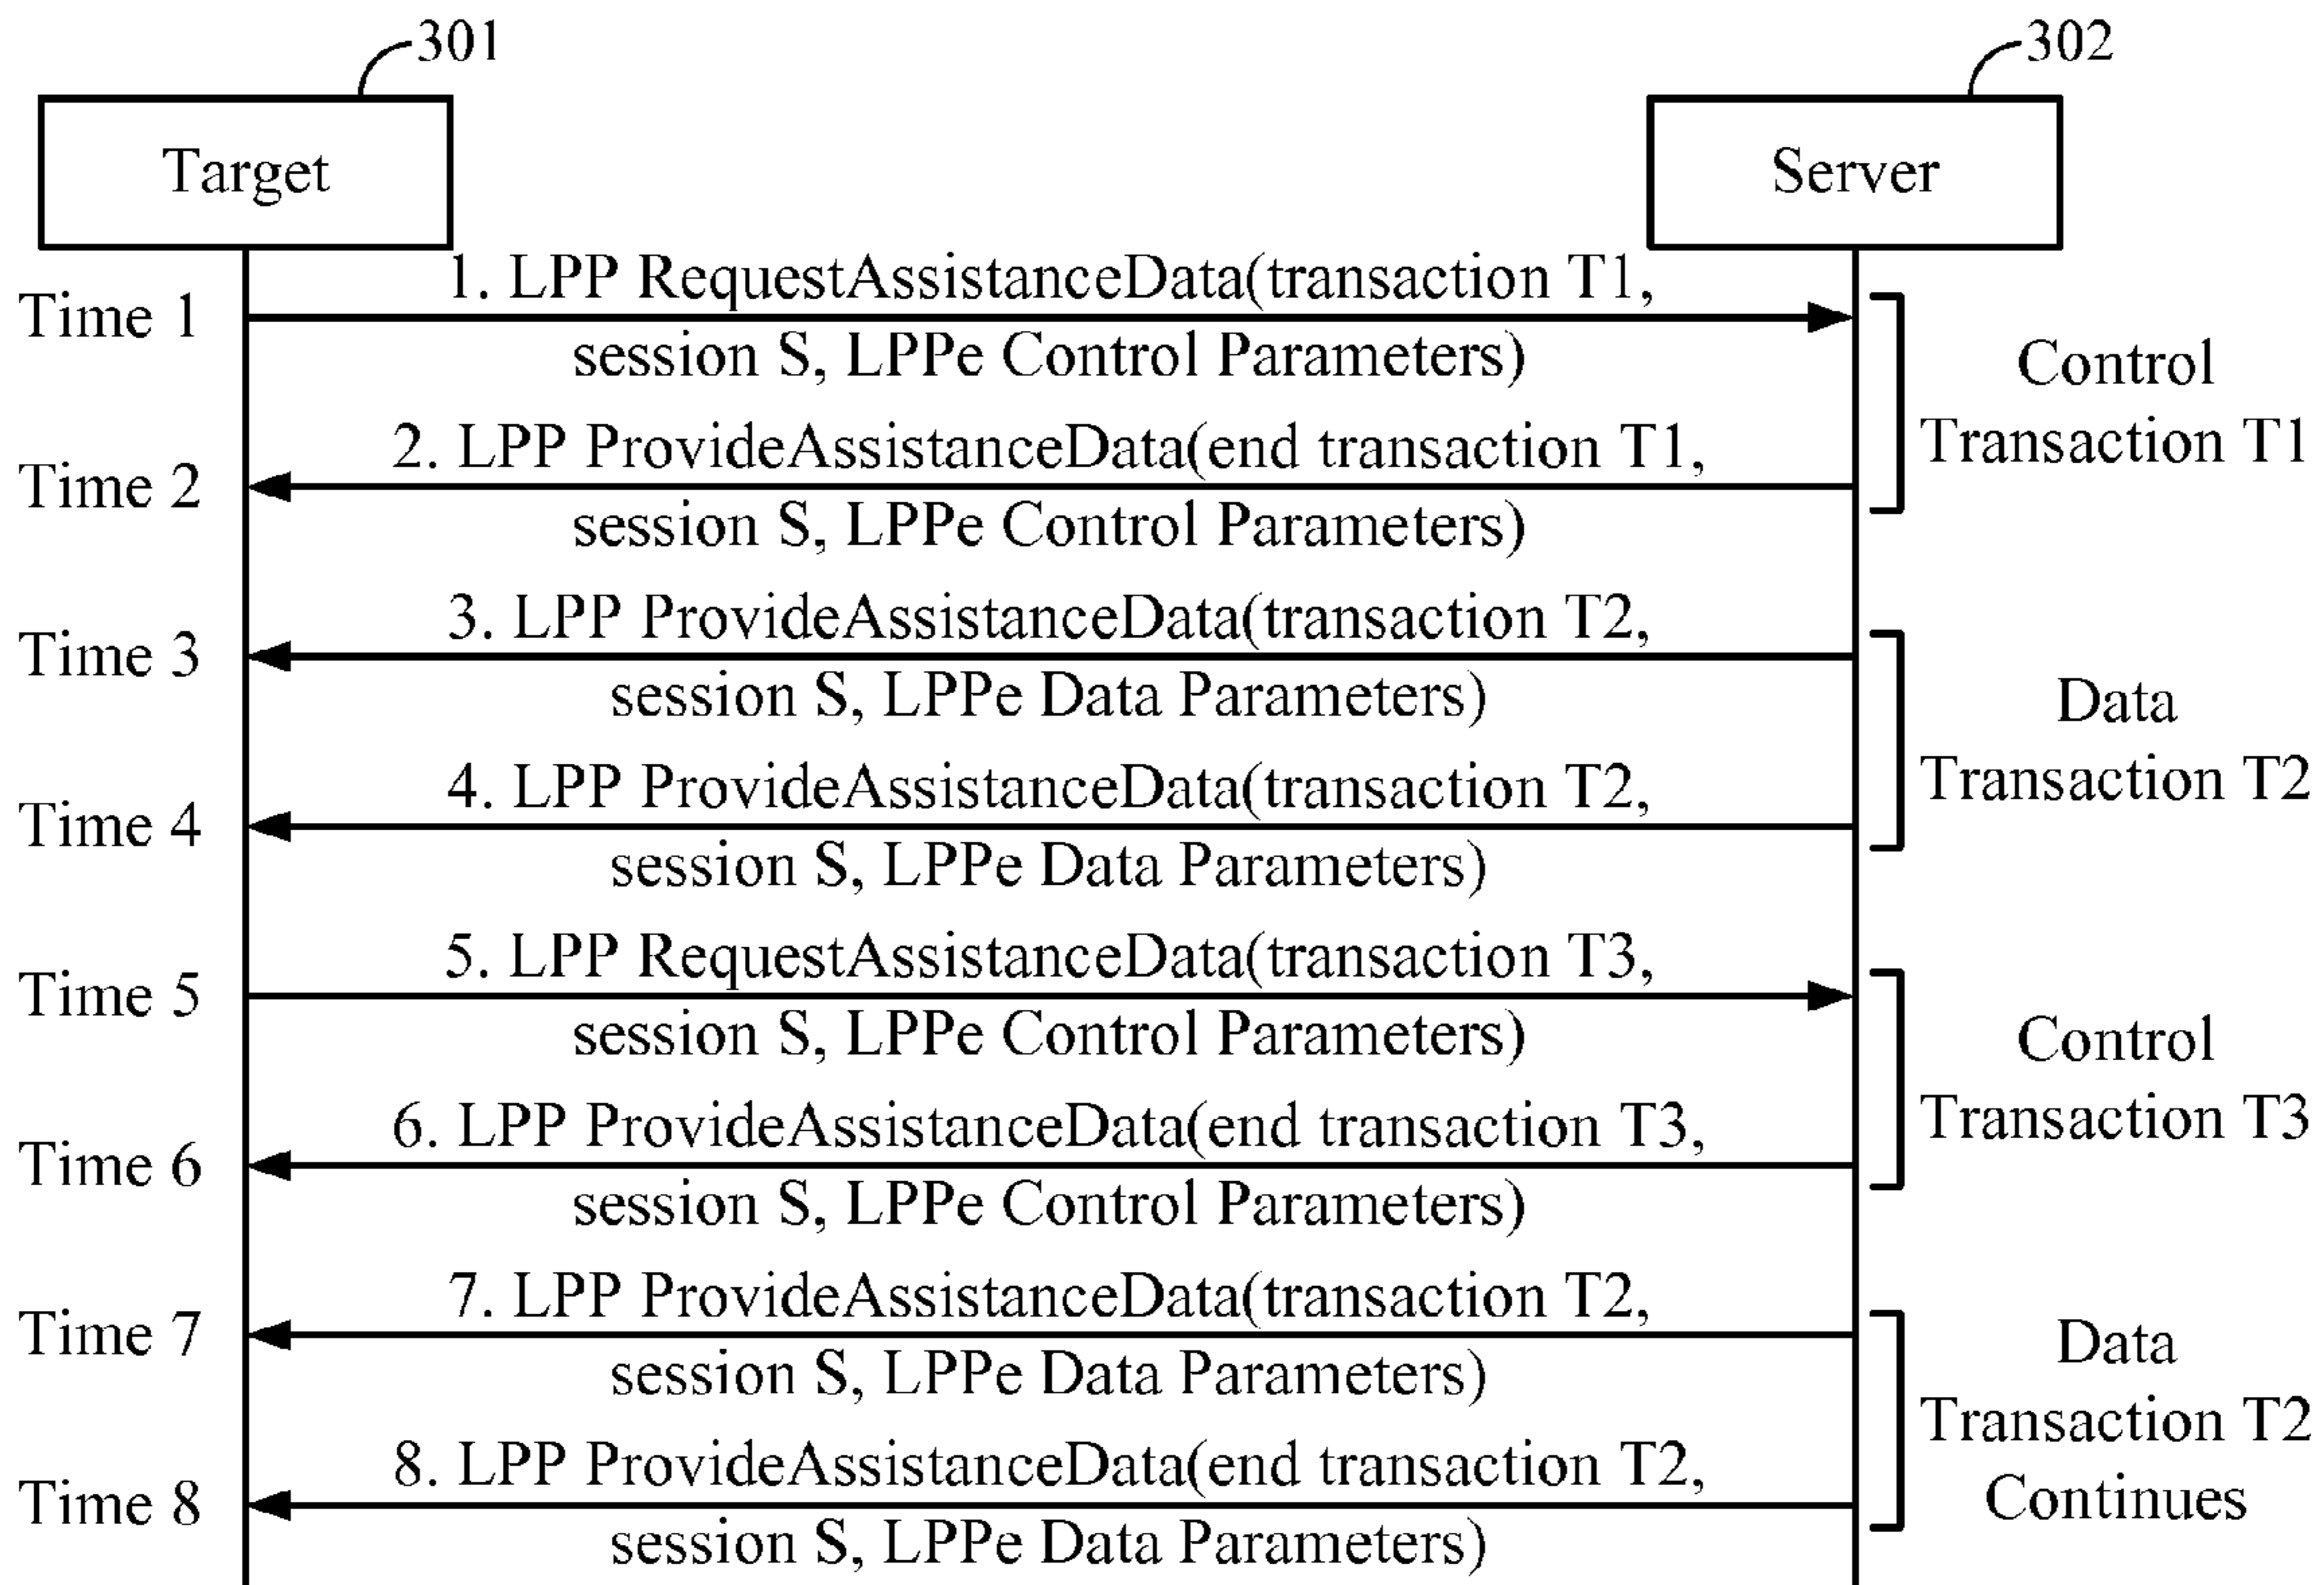 301
302
Target
Server
Time 1
1. LPP RequestAssistanceData(transaction T1,
session S, LPPe Control Parameters)
Control
Transaction T1
Time 2
2. LPP ProvideAssistanceData(end transaction T1,
session S, LPPe Control Parameters)
Time 3
3. LPP ProvideAssistanceData(transaction T2,
session S, LPPe Data Parameters)
Data
Transaction T2
Time 4
4. LPP ProvideAssistanceData(transaction T2,
session S, LPPe Data Parameters)
Time 5
5. LPP RequestAssistanceData(transaction T3,
session S, LPPe Control Parameters)
Control
Transaction T3
Time 6
6. LPP ProvideAssistanceData(end transaction T3,
session S, LPPe Control Parameters)
Time 7
7. LPP ProvideAssistanceData(transaction T2,
session S, LPPe Data Parameters)
Data
Transaction T2
Continues
Time 8
8. LPP ProvideAssistanceData(end transaction T2,
session S, LPPe Data Parameters)